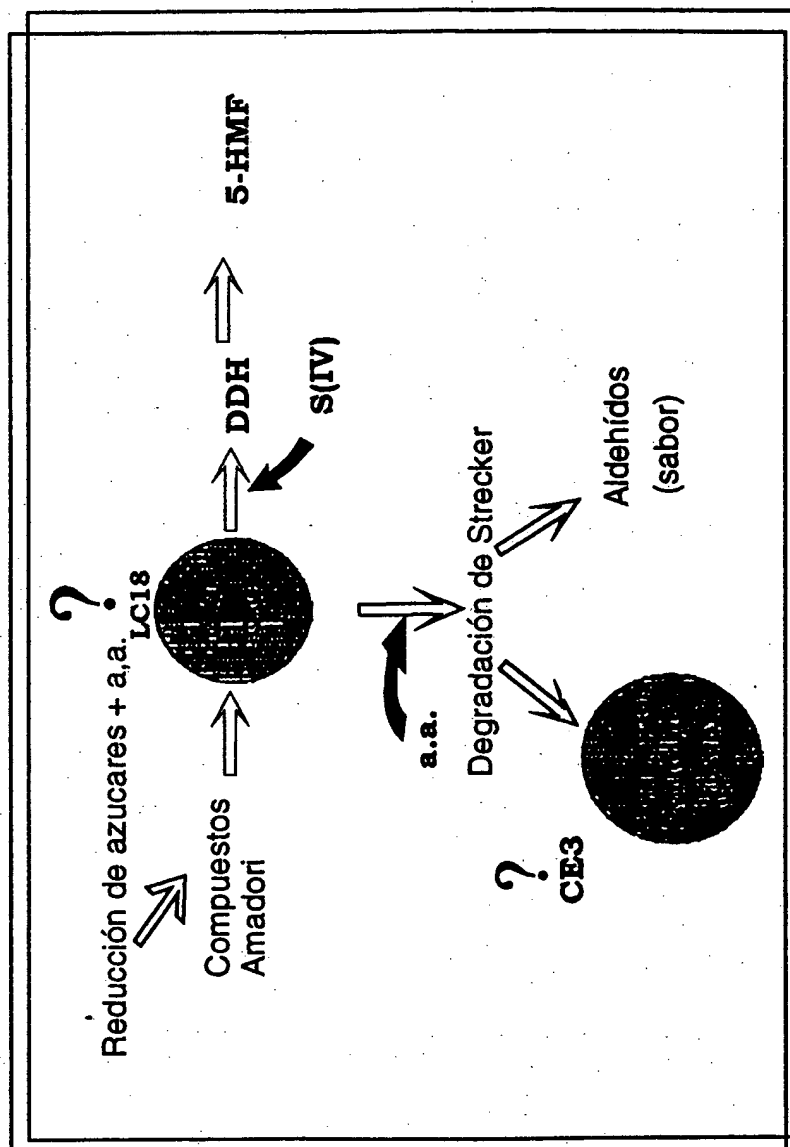 Reducción de azucares + a,a.
?
LC18
Compuestos
Amadori
DDH
5-HMF
S(IV)
a.a.
Degradación de Strecker
?
CE3
Aldehídos
(sabor)